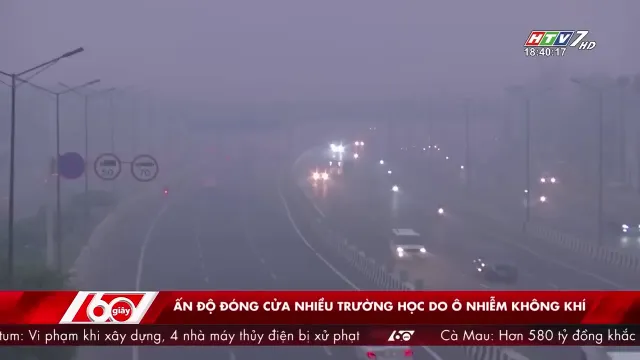 HTV7 HD
18:40:17
50
70
60 giây
ẤN ĐỘ ĐÓNG CỬA NHIỀU TRƯỜNG HỌC DO Ô NHIỄM KHÔNG KHÍ
tum: Vi phạm khi xây dựng, 4 nhà máy thủy điện bị xử phạt 60 Cà Mau: Hơn 580 tỷ đồng khắc